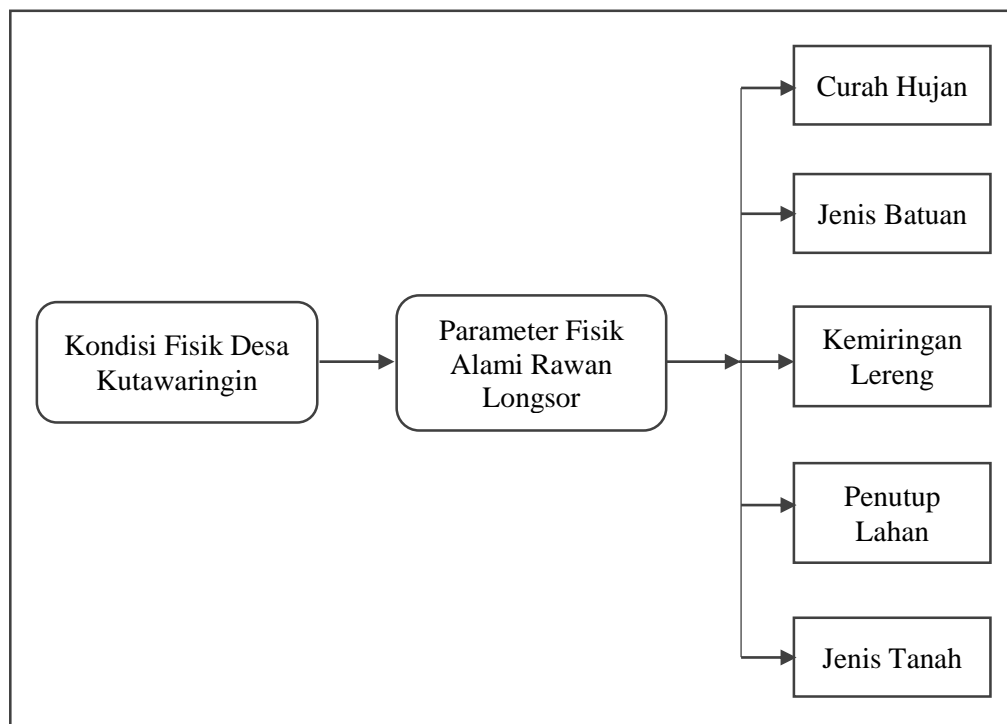 Kondisi Fisik Desa
Kutawaringin
Parameter Fisik
Alami Rawan
Longsor
Curah Hujan
Jenis Batuan
Kemiringan
Lereng
Penutup
Lahan
Jenis Tanah